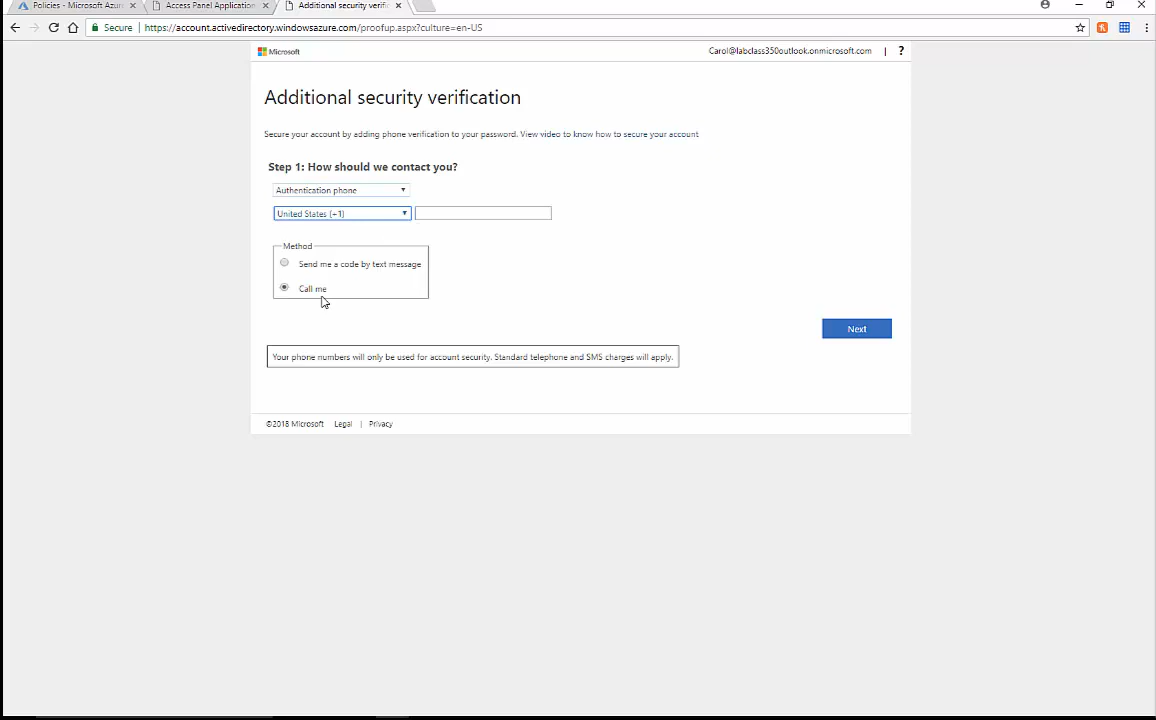 Policies - Microsoft Azur
Access Panel Application
Additional security verifi
Secure
https://account.activedirectory.windowsazure.com/proofup.aspx?culture=en-US
Microsoft
Carol@labclass350outlook.onmicrosoft.com | ?
Additional security verification
Secure your account by adding phone verification to your password. View video to know how to secure your account
Step 1: How should we contact you?
Authentication phone
United States (+1)
Method
Send me a code by text message
Call me
Next
Your phone numbers will only be used for account security. Standard telephone and SMS charges will apply.
©2018 Microsoft Legal | Privacy